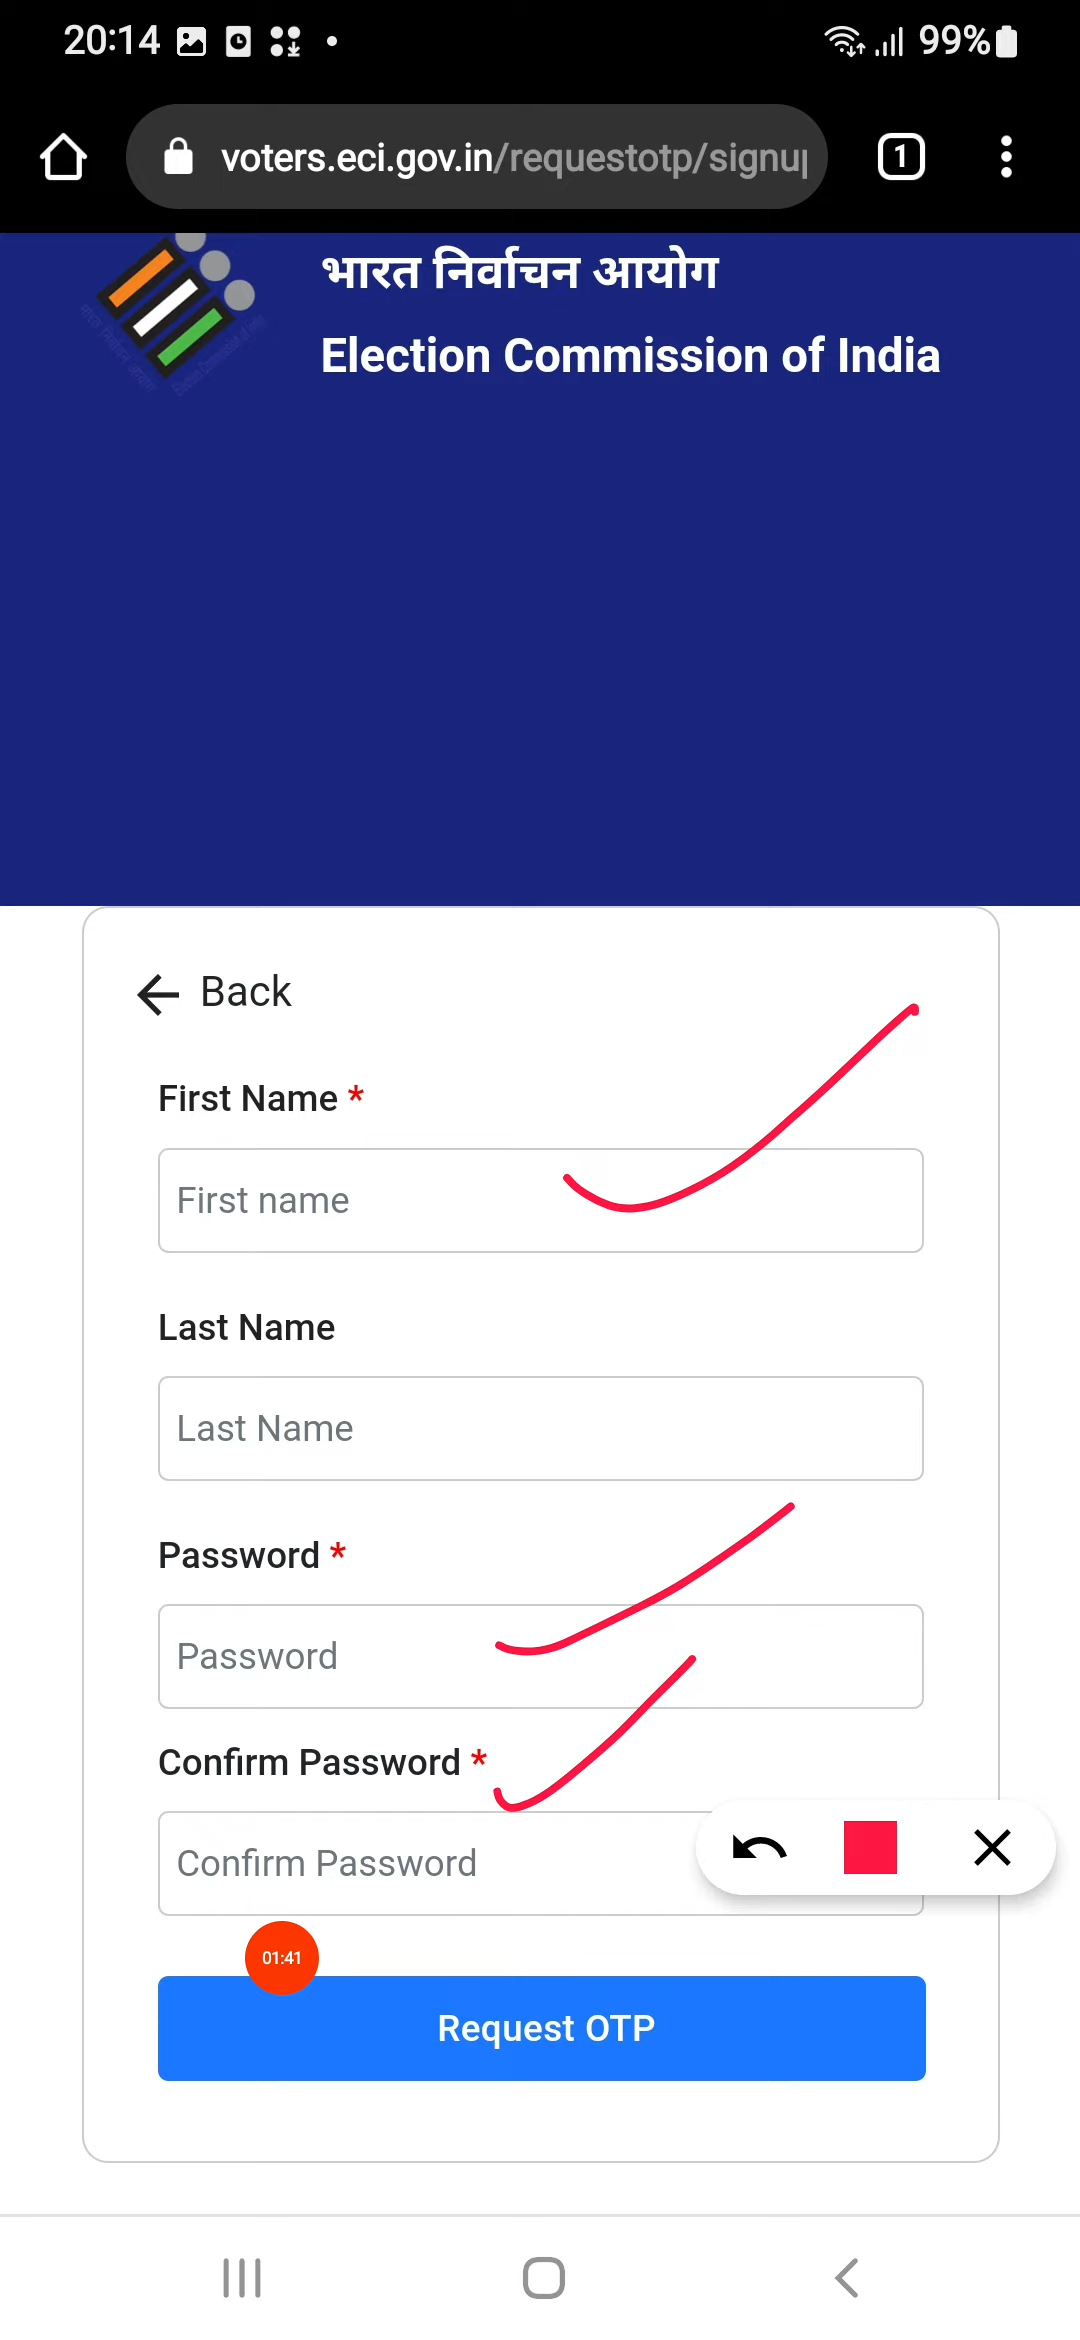 20:14
99%
voters.eci.gov.in/requestotp/signup
1
भारत निर्वाचन आयोग
Election Commission of India
Back
First Name *
First name
Last Name
Last Name
Password *
Password
Confirm Password *
Confirm Password
01:41
Request OTP